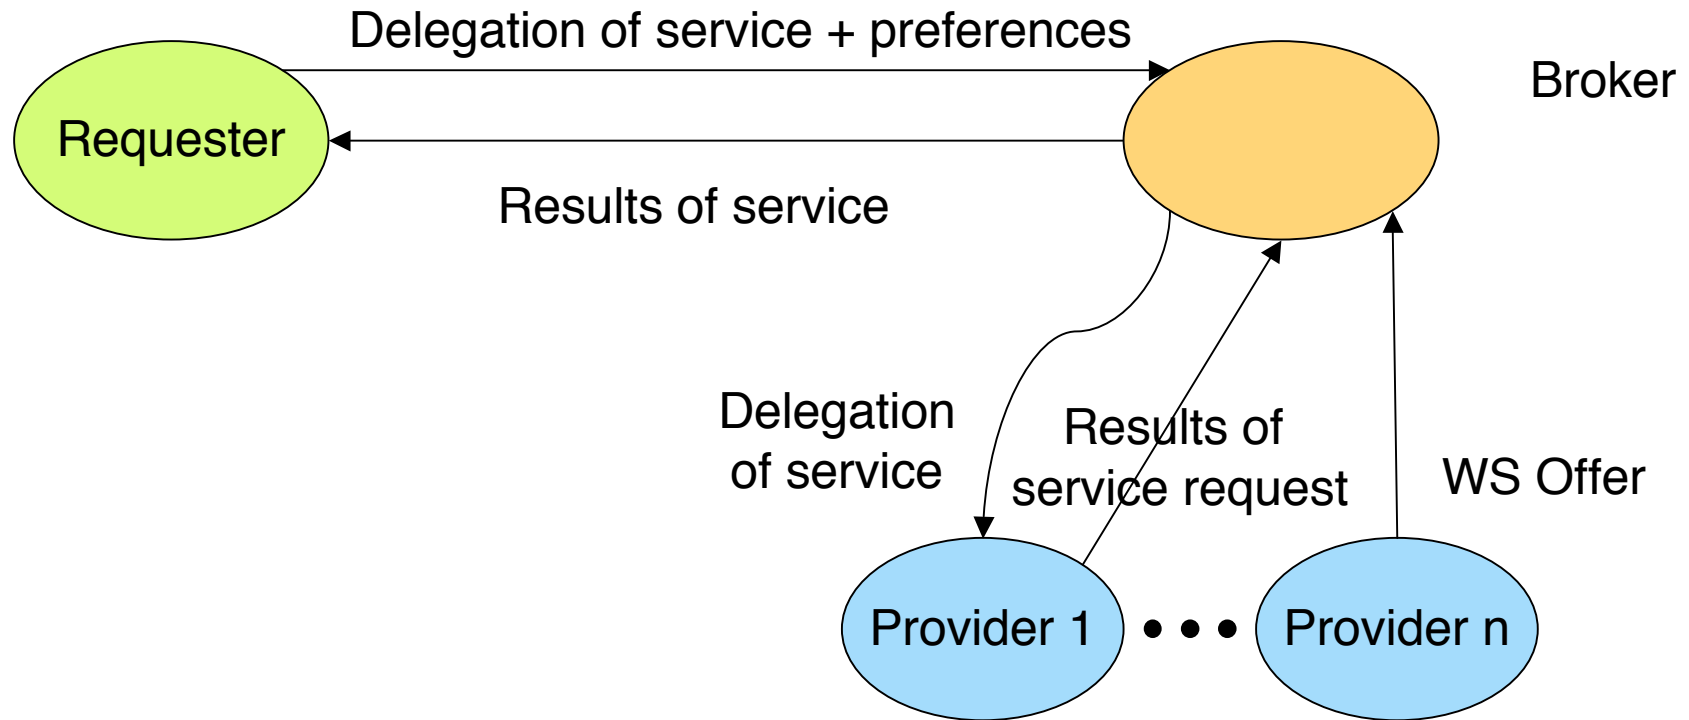 Delegation of service + preferences
Broker
Requester
Results of service
Delegation
of service
Results of
service request
WS Offer
Provider 1
Provider n